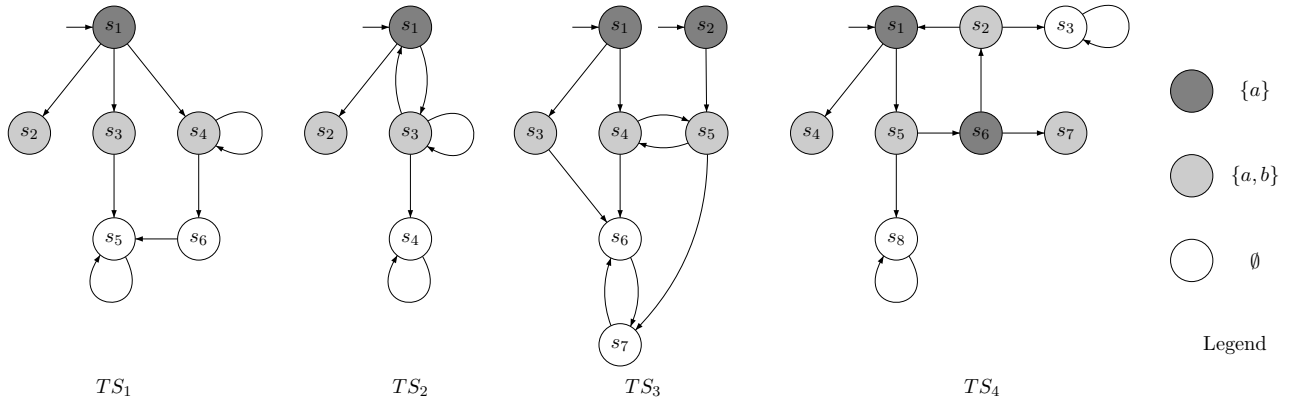 s₁ s₁ s₁ s₂ s₁ s₂ s₃
{a}
s₂ s₃ s₄ s₂ s₃ s₃ s₄ s₅ s₄ s₅ s₆ s₇
{a, b}
s₅ s₆ s₄ s₆ s₈
∅
s₇
Legend
TS₁ TS₂ TS₃ TS₄